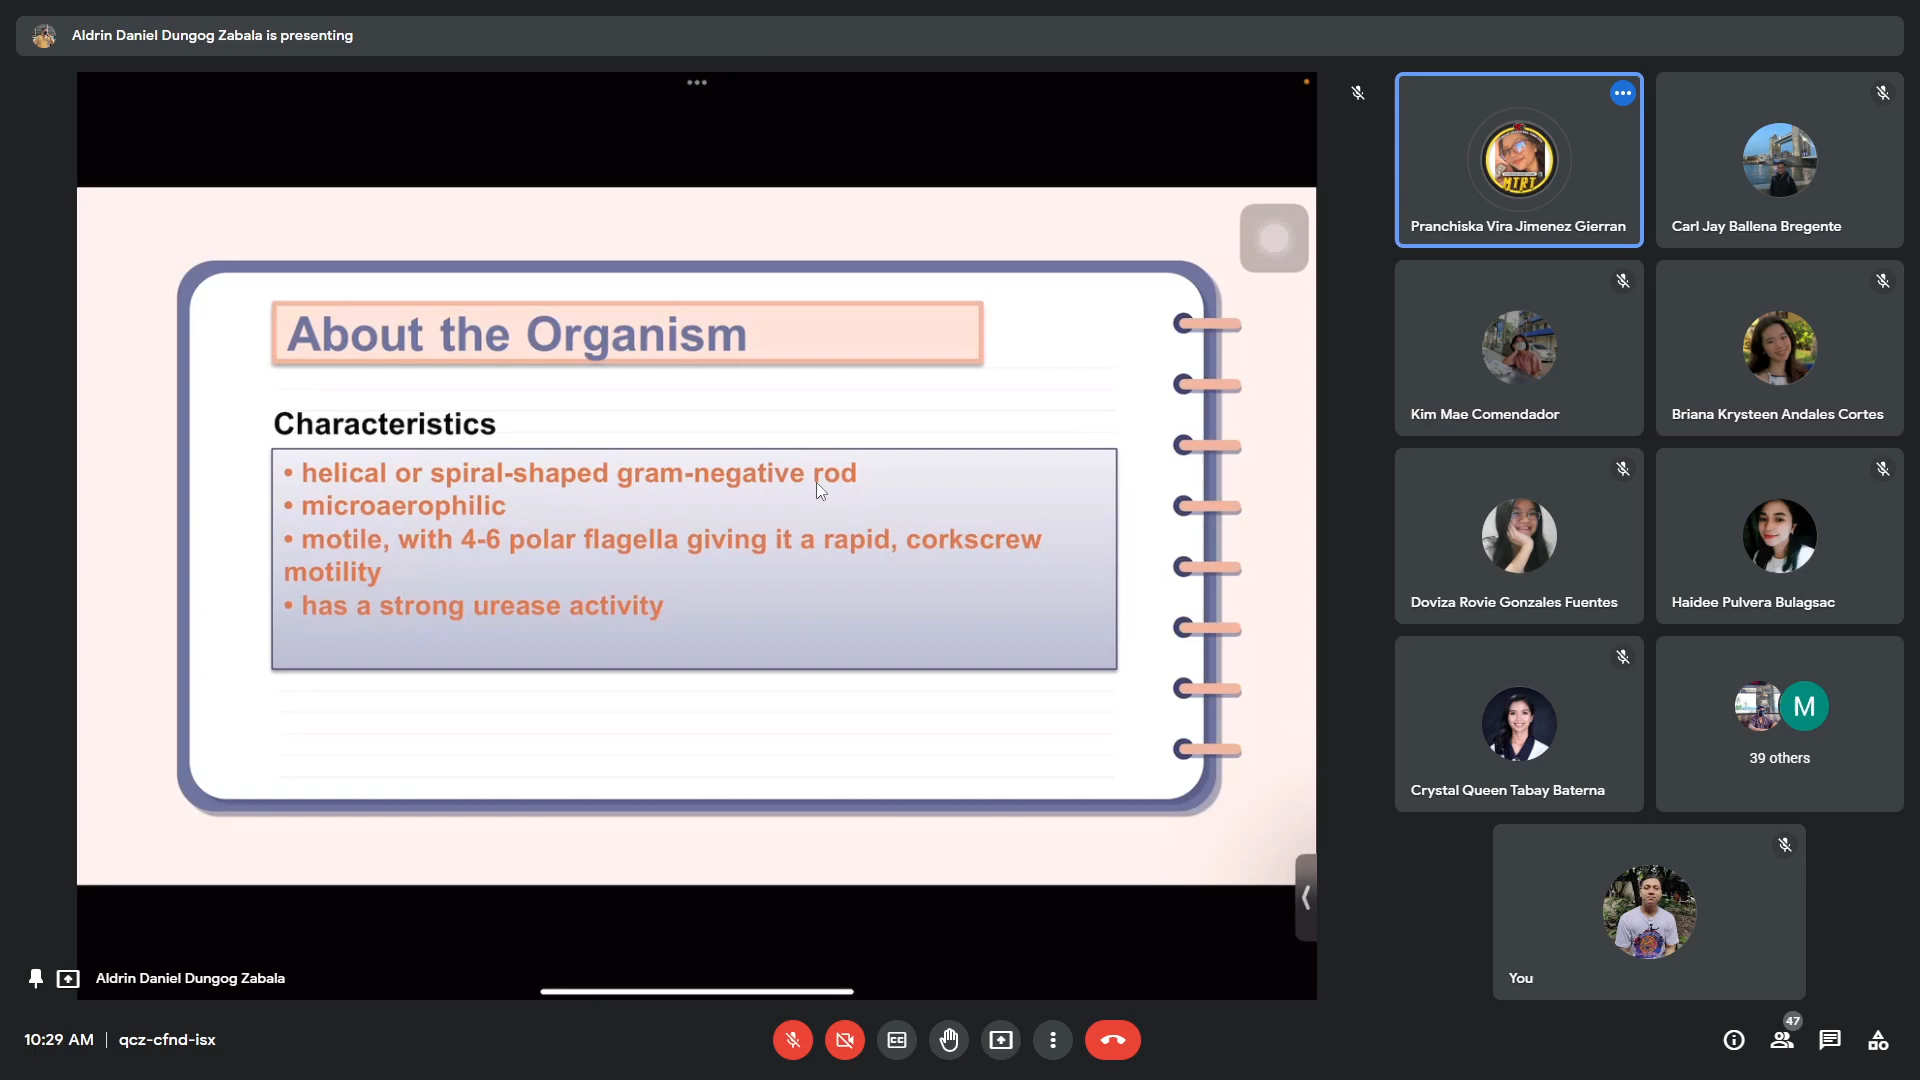 Aldrin Daniel Dungog Zabala is presenting
About the Organism
Characteristics
• helical or spiral-shaped gram-negative rod
• microaerophilic
• motile, with 4-6 polar flagella giving it a rapid, corkscrew
motility
• has a strong urease activity
MTRT
Pranchiska Vira Jimenez Gierran
Carl Jay Ballena Bregente
Kim Mae Comendador
Briana Krysteen Andales Cortes
Doviza Rovie Gonzales Fuentes
Haidee Pulvera Bulagsac
Crystal Queen Tabay Baterna
M
39 others
You
Aldrin Daniel Dungog Zabala
10:29 AM | qcz-cfnd-isx
47